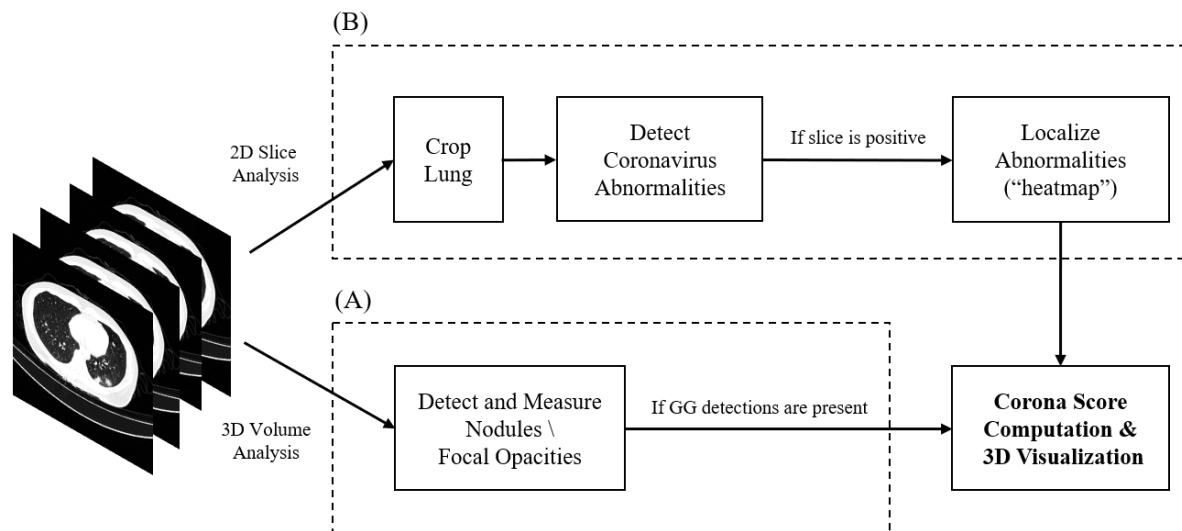 (B)
2D Slice
Analysis
Crop
Lung
Detect
Coronavirus
Abnormalities
If slice is positive
Localize
Abnormalities
(“heatmap”)
(A)
3D Volume
Analysis
Detect and Measure
Nodules \
Focal Opacities
If GG detections are present
Corona Score
Computation &
3D Visualization